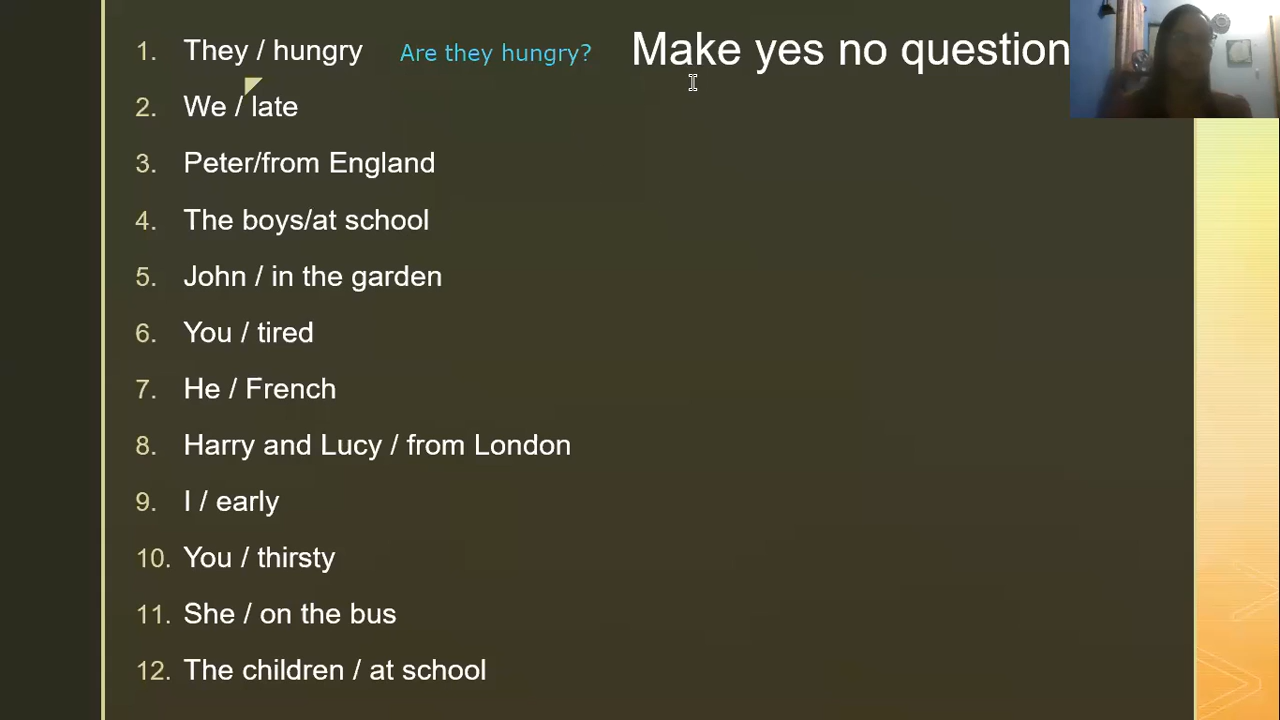 1. They / hungry Are they hungry? Make yes no question
2. We / late
3. Peter/from England
4. The boys/at school
5. John / in the garden
6. You / tired
7. He / French
8. Harry and Lucy / from London
9. I / early
10. You / thirsty
11. She / on the bus
12. The children / at school